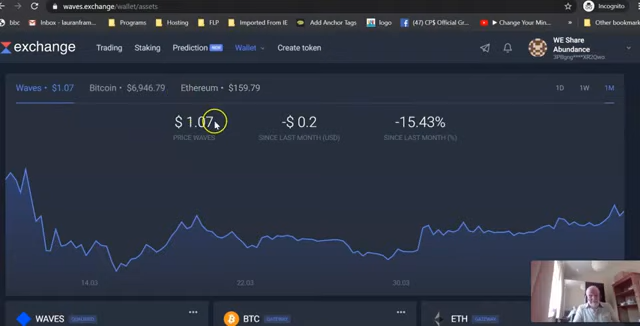 waves.exchange/wallet/assets
Incognito
bbc Inbox - lauranfram... Programs Hosting FLP Imported From IE Add Anchor Tags CP$ Official Gr... Change Your Min... Other bookmark
exchange Trading Staking Prediction NEW Wallet Create token
WE Share
Abundance
Waves • $1.07 Bitcoin • $6,946.79 Ethereum • $159.79 1D 1W 1M
$ 1.07 -$ 0.2 -15.43%
PRICE WAVES SINCE LAST MONTH (USD) SINCE LAST MONTH (%)
14.03 22.03 30.03
WAVES BTC GATEWAY ETH GATEWAY